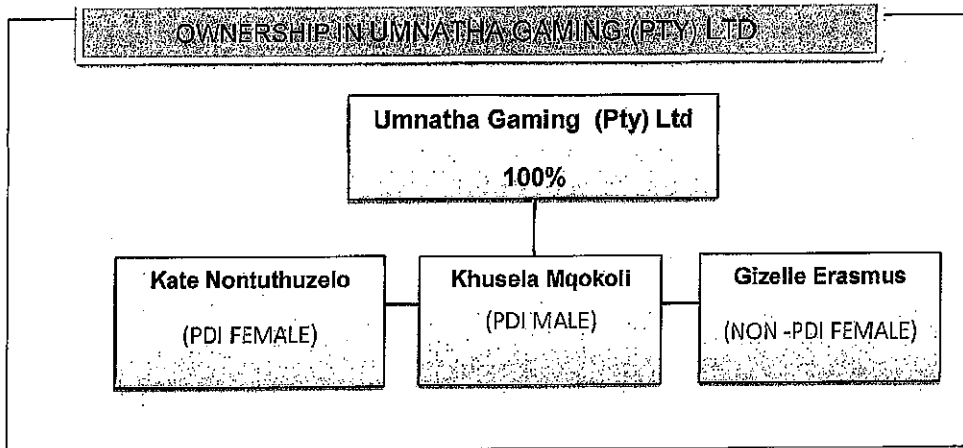 OWNERSHIP IN UMNATHA GAMING (PTY) LTD
Umnatha Gaming (Pty) Ltd
100%
Kate Nontuthuzelo
(PDI FEMALE)
Khusela Mqokoli
(PDI MALE)
Gizelle Erasmus
(NON -PDI FEMALE)